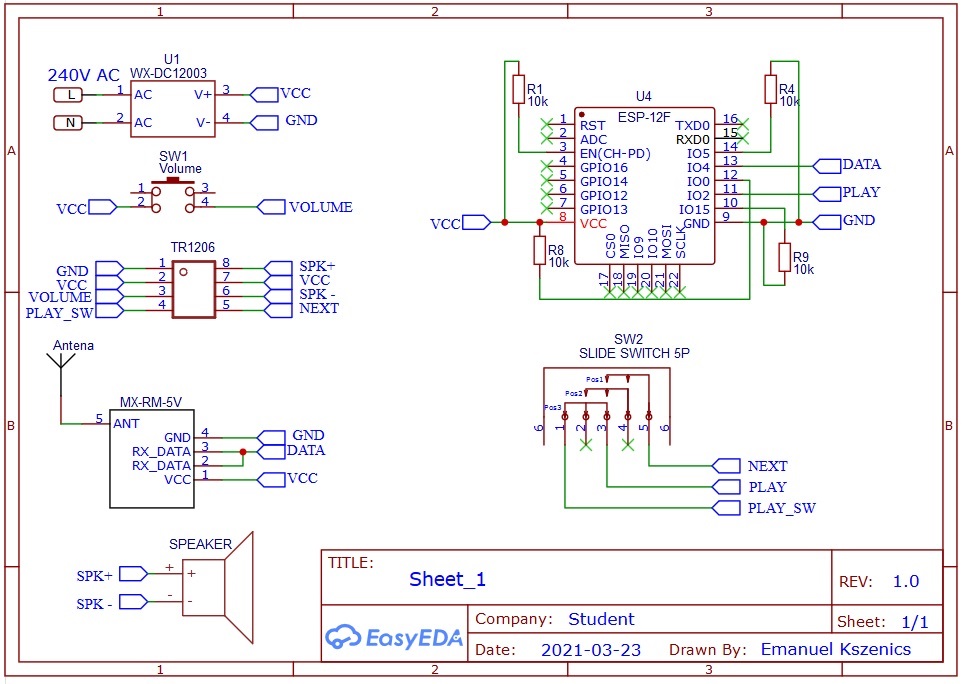 1 2 3
A
B
U1
WX-DC12003
240V AC
L 1 AC V+ 3 VCC
N 2 AC V- 4 GND
SW1
Volume
1 3
VCC 2 4 VOLUME
TR1206
GND 1 8 SPK+
VCC 2 7 VCC
VOLUME 3 6 SPK -
PLAY_SW 4 5 NEXT
Antena
MX-RM-5V
5 ANT
GND 4 GND
RX_DATA 3 DATA
RX_DATA 2
VCC 1 VCC
SPEAKER
SPK+ + +
SPK - - -
R1
10k
R4
10k
U4
ESP-12F
1 RST TXD0 16
2 ADC RXD0 15
3 EN(CH-PD) IO5 14
4 GPIO16 IO4 13 DATA
5 GPIO14 IO0 12
6 GPIO12 IO2 11 PLAY
7 GPIO13 IO15 10
VCC 8 VCC GND 9 GND
CS0 MISO IO9 IO10 MOSI SCLK
17 18 19 20 21 22
R8
10k
R9
10k
SW2
SLIDE SWITCH 5P
Pos1
Pos2
Pos3
6 1 2 3 4 5 6
NEXT
PLAY
PLAY_SW
TITLE:
Sheet_1
REV: 1.0
EasyEDA
Company: Student
Sheet: 1/1
Date: 2021-03-23 Drawn By: Emanuel Kszenics
A
B
1 2 3